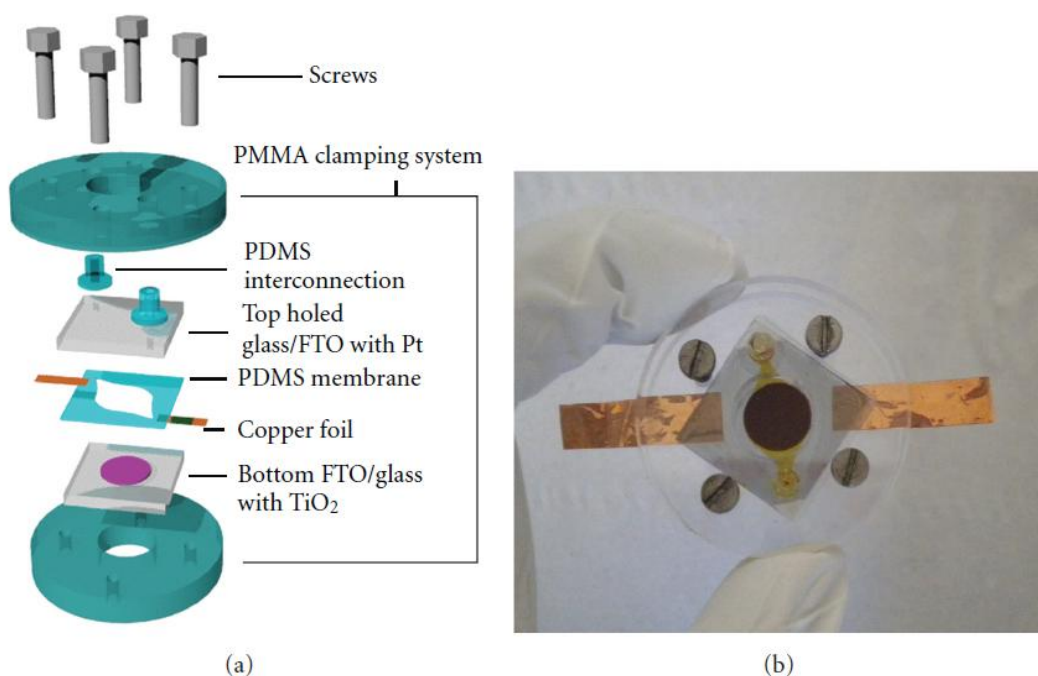 Screws
PMMA clamping system
PDMS
interconnection
Top holed
glass/FTO with Pt
PDMS membrane
Copper foil
Bottom FTO/glass
with TiO₂
(a)
(b)